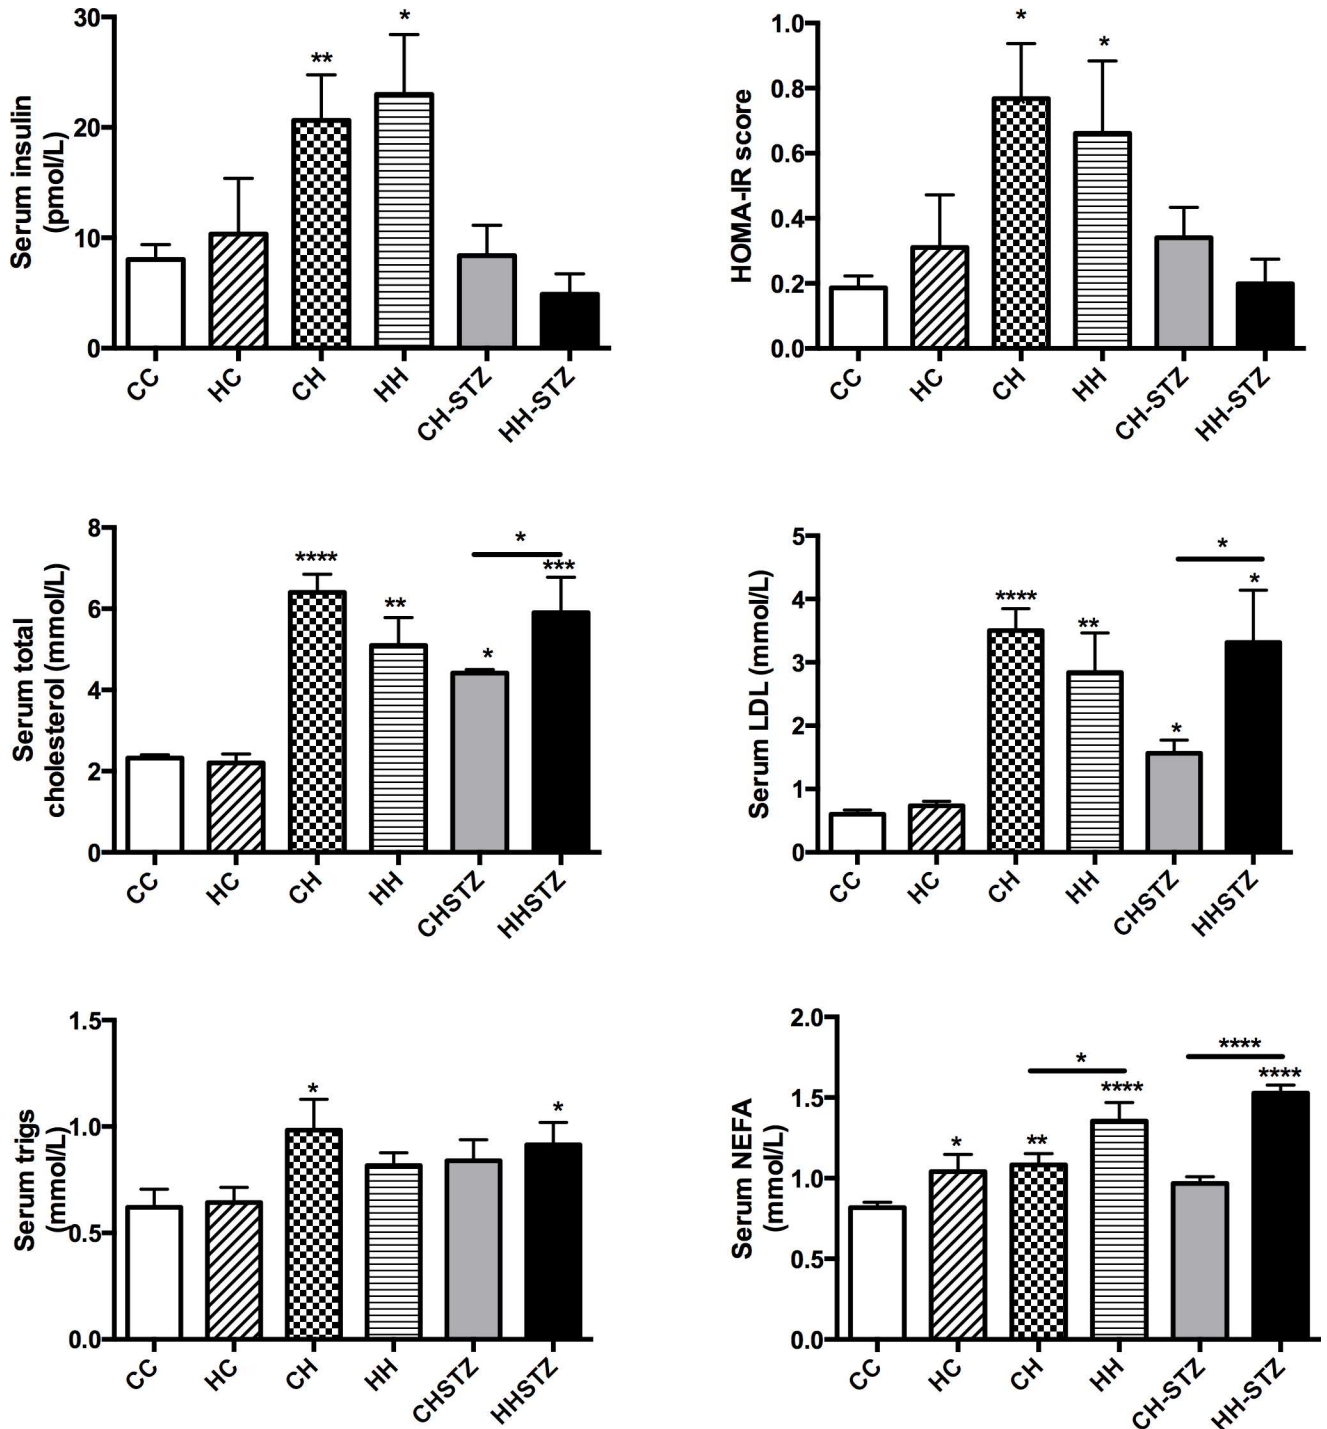 Serum insulin
(pmol/L)
30
20
10
0
**
*
CC
HC
CH
HH
CH-STZ
HH-STZ
HOMA-IR score
1.0
0.8
0.6
0.4
0.2
0.0
*
*
CC
HC
CH
HH
CH-STZ
HH-STZ
Serum total
cholesterol (mmol/L)
8
6
4
2
0
****
**
*
*
***
CC
HC
CH
HH
CHSTZ
HHSTZ
Serum LDL (mmol/L)
5
4
3
2
1
0
****
**
*
*
*
CC
HC
CH
HH
CHSTZ
HHSTZ
Serum trigs
(mmol/L)
1.5
1.0
0.5
0.0
*
*
CC
HC
CH
HH
CHSTZ
HHSTZ
Serum NEFA
(mmol/L)
2.0
1.5
1.0
0.5
0.0
*
**
*
****
****
****
CC
HC
CH
HH
CH-STZ
HH-STZ